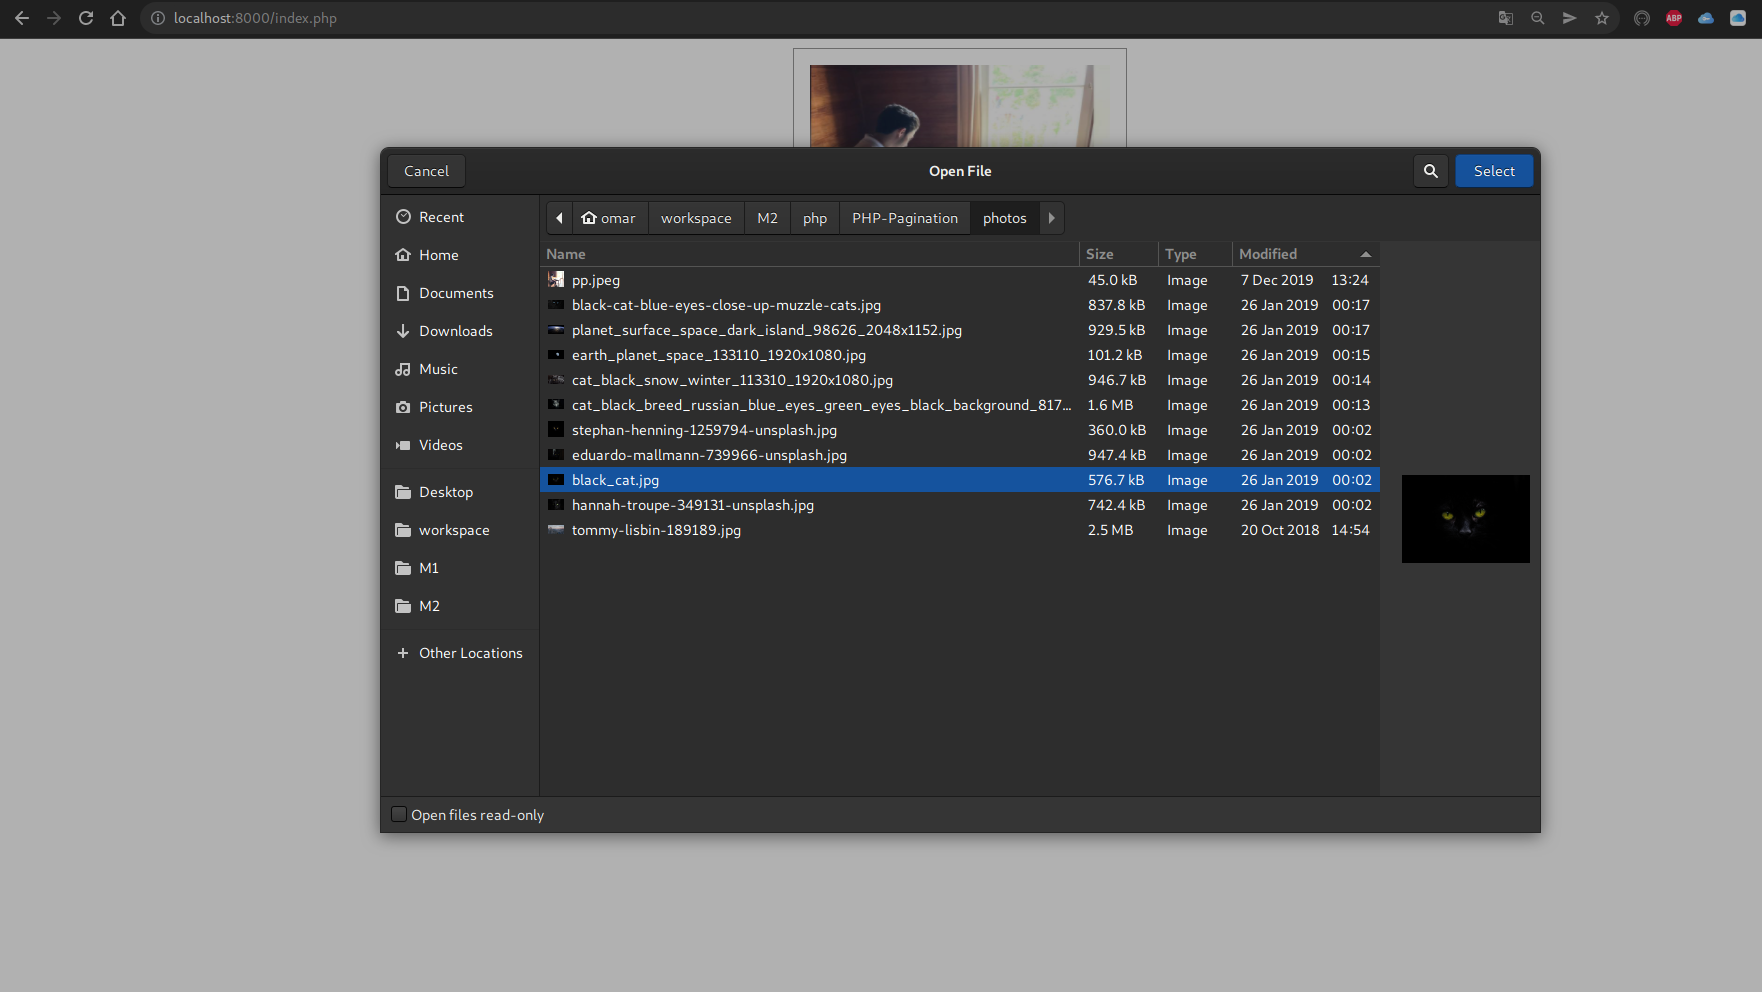 localhost:8000/index.php
ABP
Cancel
Open File
Select
Recent
Home
Documents
Downloads
Music
Pictures
Videos
Desktop
workspace
M1
M2
Other Locations
omar workspace M2 php PHP-Pagination photos
Name Size Type Modified
pp.jpeg 45.0 kB Image 7 Dec 2019 13:24
black-cat-blue-eyes-close-up-muzzle-cats.jpg 837.8 kB Image 26 Jan 2019 00:17
planet_surface_space_dark_island_98626_2048x1152.jpg 929.5 kB Image 26 Jan 2019 00:17
earth_planet_space_133110_1920x1080.jpg 101.2 kB Image 26 Jan 2019 00:15
cat_black_snow_winter_113310_1920x1080.jpg 946.7 kB Image 26 Jan 2019 00:14
cat_black_breed_russian_blue_eyes_green_eyes_black_background_817... 1.6 MB Image 26 Jan 2019 00:13
stephan-henning-1259794-unsplash.jpg 360.0 kB Image 26 Jan 2019 00:02
eduardo-mallmann-739966-unsplash.jpg 947.4 kB Image 26 Jan 2019 00:02
black_cat.jpg 576.7 kB Image 26 Jan 2019 00:02
hannah-troupe-349131-unsplash.jpg 742.4 kB Image 26 Jan 2019 00:02
tommy-lisbin-189189.jpg 2.5 MB Image 20 Oct 2018 14:54
Open files read-only